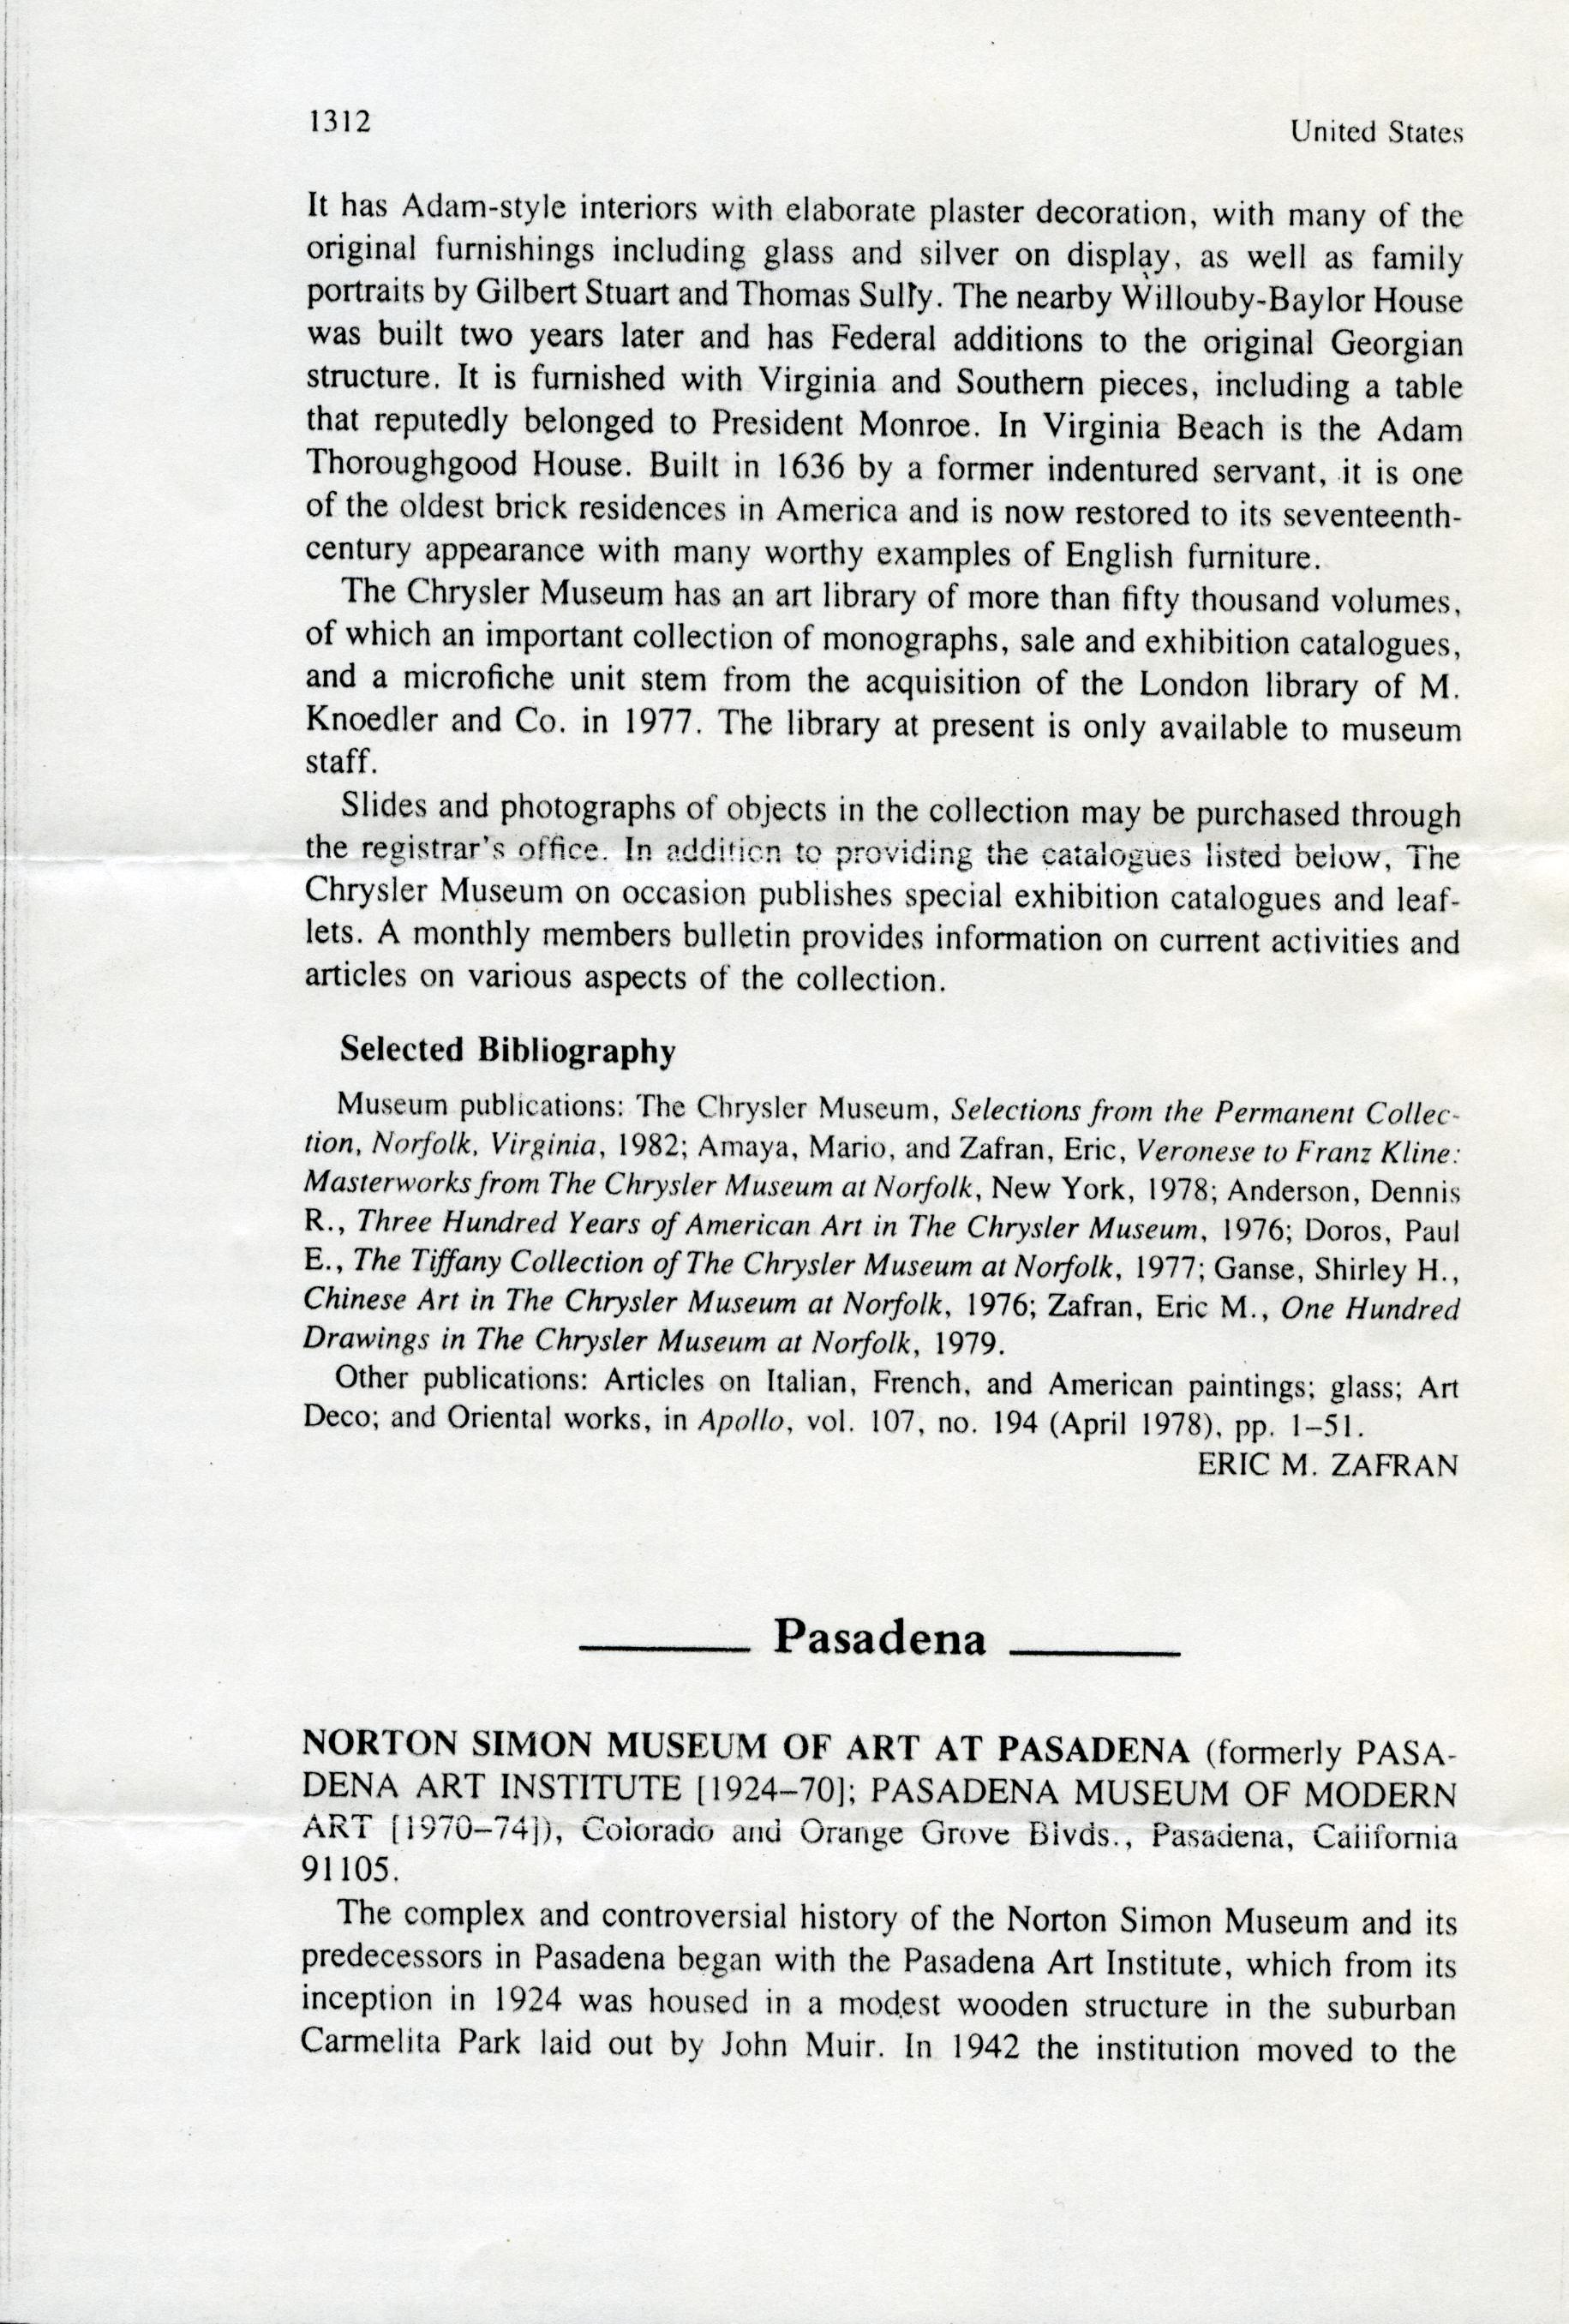 1312
United States
It has Adam-style interiors with elaborate plaster decoration, with many of the
original furnishings including glass and silver on display, as well as family
portraits by Gilbert Stuart and Thomas Sully. The nearby Willouby-Baylor House
was built two years later and has Federal additions to the original Georgian
structure. It is furnished with Virginia and Southern pieces, including a table
that reputedly belonged to President Monroe. In Virginia Beach is the Adam
Thoroughgood House. Built in 1636 by a former indentured servant, it is one
of the oldest brick residences in America and is now restored to its seventeenth-
century appearance with many worthy examples of English furniture.
The Chrysler Museum has an art library of more than fifty thousand volumes,
of which an important collection of monographs, sale and exhibition catalogues,
and a microfiche unit stem from the acquisition of the London library of M.
Knoedler and Co. in 1977. The library at present is only available to museum
staff.
Slides and photographs of objects in the collection may be purchased through
the registrar's office. In addition to providing the catalogues listed below, The
Chrysler Museum on occasion publishes special exhibition catalogues and leaf-
lets. A monthly members bulletin provides information on current activities and
articles on various aspects of the collection.
Selected Bibliography
Museum publications: The Chrysler Museum, Selections from the Permanent Collec-
tion, Norfolk, Virginia, 1982; Amaya, Mario, and Zafran, Eric, Veronese to Franz Kline:
Masterworks from The Chrysler Museum at Norfolk, New York, 1978; Anderson, Dennis
R., Three Hundred Years of American Art in The Chrysler Museum, 1976; Doros, Paul
E., The Tiffany Collection of The Chrysler Museum at Norfolk, 1977; Ganse, Shirley H.,
Chinese Art in The Chrysler Museum at Norfolk, 1976; Zafran, Eric M., One Hundred
Drawings in The Chrysler Museum at Norfolk, 1979.
Other publications: Articles on Italian, French, and American paintings; glass; Art
Deco; and Oriental works, in Apollo, vol. 107, no. 194 (April 1978), pp. 1–51.
ERIC M. ZAFRAN
Pasadena
NORTON SIMON MUSEUM OF ART AT PASADENA (formerly PASA-
DENA ART INSTITUTE [1924–70]; PASADENA MUSEUM OF MODERN
ART [1970–74]), Colorado and Orange Grove Blvds., Pasadena, California
91105.
The complex and controversial history of the Norton Simon Museum and its
predecessors in Pasadena began with the Pasadena Art Institute, which from its
inception in 1924 was housed in a modest wooden structure in the suburban
Carmelita Park laid out by John Muir. In 1942 the institution moved to the